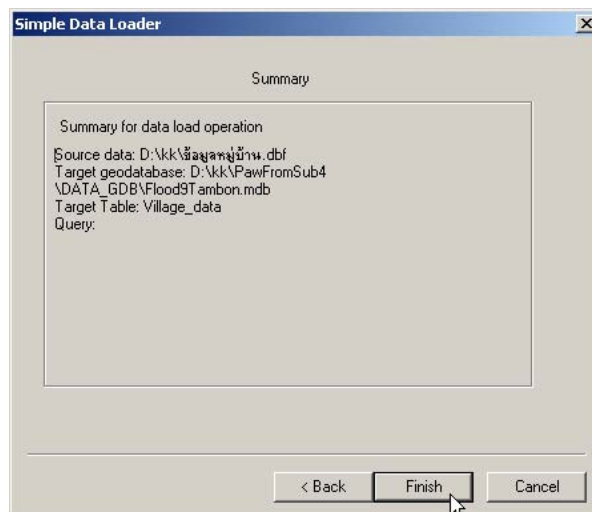 Simple Data Loader
Summary
Summary for data load operation
Source data: D:\kk\ข้อมูลหมู่บ้าน.dbf
Target geodatabase: D:\kk\PawFromSub4
\DATA_GDB\Flood9Tambon.mdb
Target Table: Village_data
Query:
< Back
Finish
Cancel